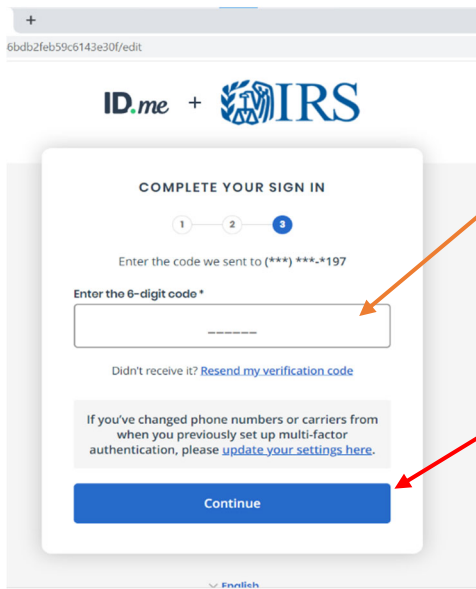 +
6bdb2feb59c6143e30f/edit
ID.me + IRS
COMPLETE YOUR SIGN IN
1 2 3
Enter the code we sent to (***) ***-*197
Enter the 6-digit code *
______
Didn't receive it? Resend my verification code
If you've changed phone numbers or carriers from
when you previously set up multi-factor
authentication, please update your settings here.
Continue
English